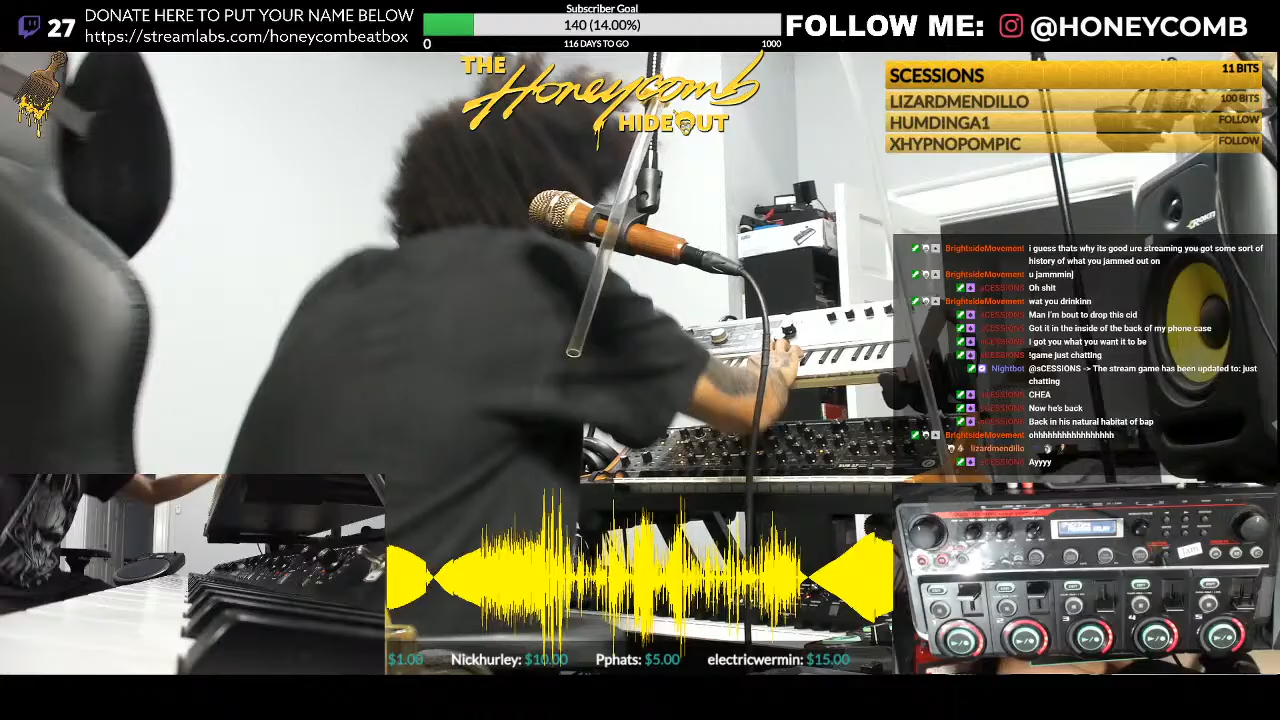 27
DONATE HERE TO PUT YOUR NAME BELOW
https://streamlabs.com/honeycombeatbox
Subscriber Goal
140 (14.00%)
0
116 DAYS TO GO
1000
FOLLOW ME: @HONEYCOMB
THE
Honeycomb
HIDEOUT
SCESSIONS 11 BITS
LIZARDMENDILLO 100 BITS
HUMDINGA1 FOLLOW
XHYPNOPOMPIC FOLLOW
BrightsideMovement i guess thats why its good ure streaming you got some sort of
history of what you jammed out on
BrightsideMovement u jammmin]
sCESSIONS Oh shit
BrightsideMovement wat you drinkinn
sCESSIONS Man I'm bout to drop this cid
sCESSIONS Got it in the inside of the back of my phone case
sCESSIONS I got you what you want it to be
sCESSIONS !game just chatting
Nightbot @sCESSIONS -> The stream game has been updated to: just
chatting
sCESSIONS CHEA
sCESSIONS Now he's back
sCESSIONS Back in his natural habitat of bap
BrightsideMovement ohhhhhhhhhhhhhhhh
lizardmendillo
sCESSIONS Ayyyy
$1.00 Nickhurley: $10.00 Pphats: $5.00 electricwermin: $15.00